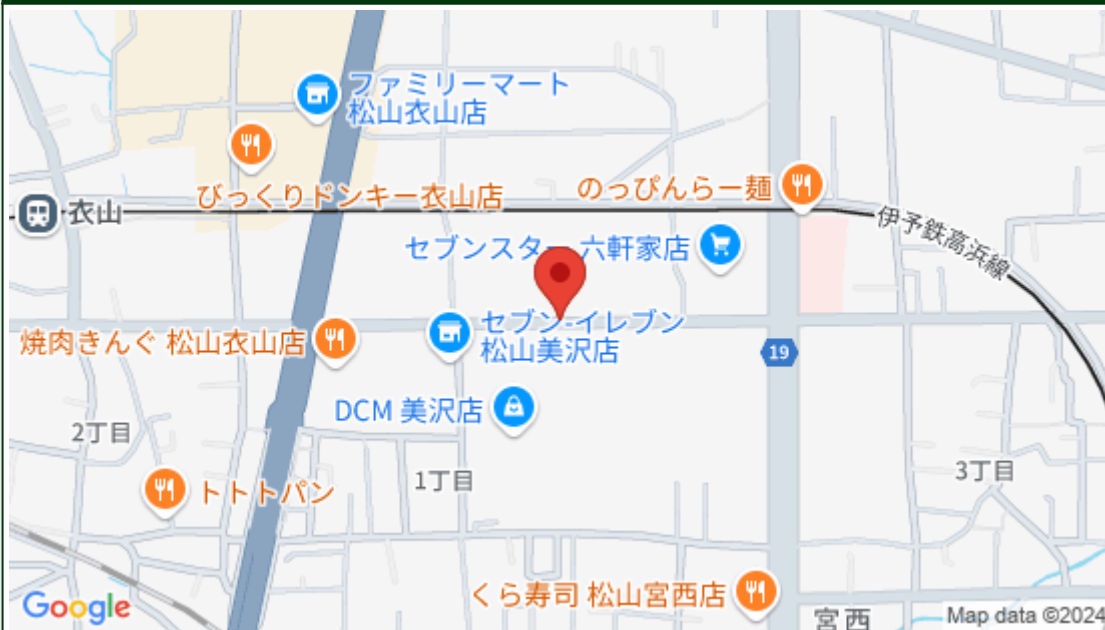 ファミリーマート
松山衣山店
びっくりドンキー衣山店
のっぴんらー麺
衣山
伊予鉄高浜線
セブンスター 六軒家店
セブン-イレブン
松山美沢店
焼肉きんぐ 松山衣山店
19
DCM 美沢店
2丁目
1丁目
3丁目
トトトパン
くら寿司 松山宮西店
宮西
Google
Map data ©2024